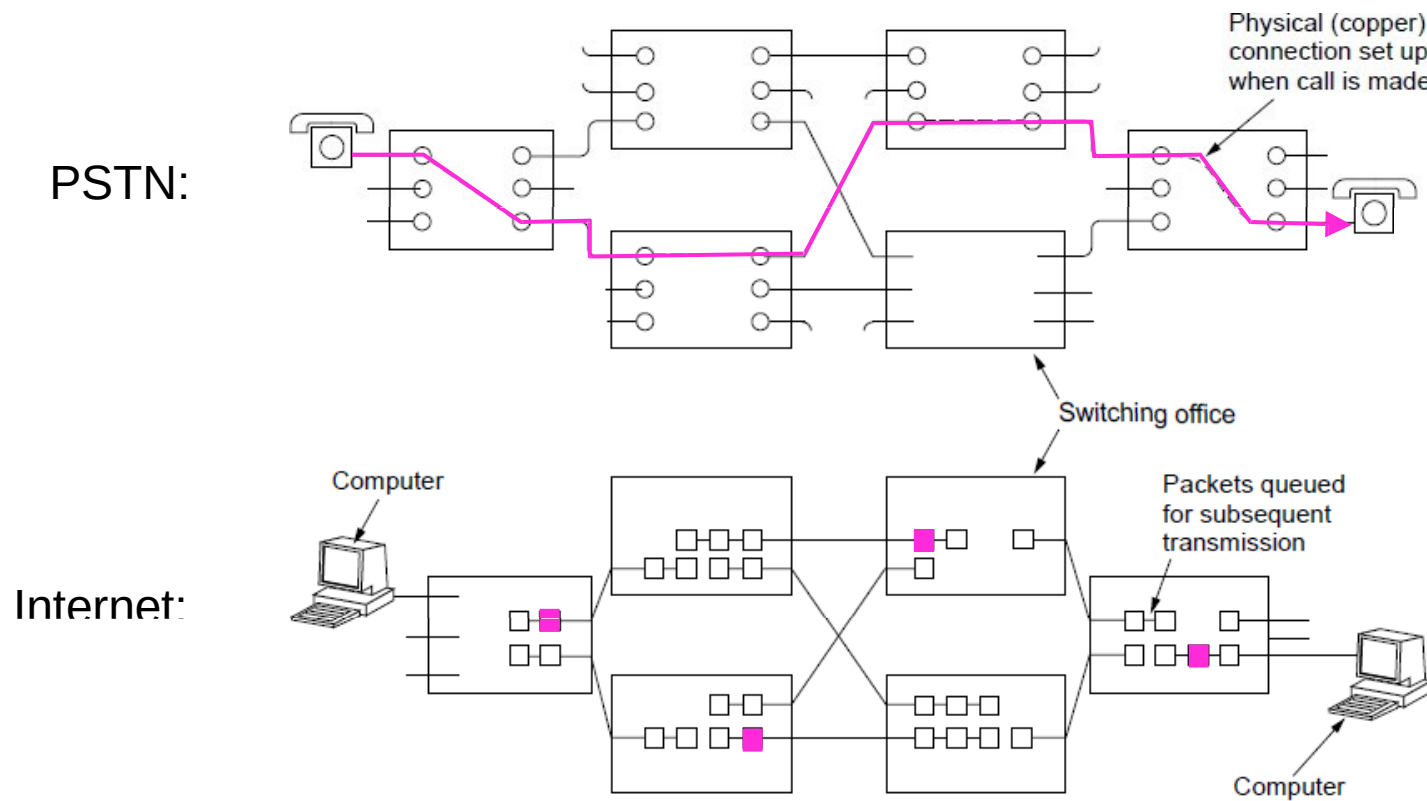 Physical (copper)
connection set up
when call is made
PSTN:
Switching office
Computer
Packets queued
for subsequent
transmission
Internet:
Computer